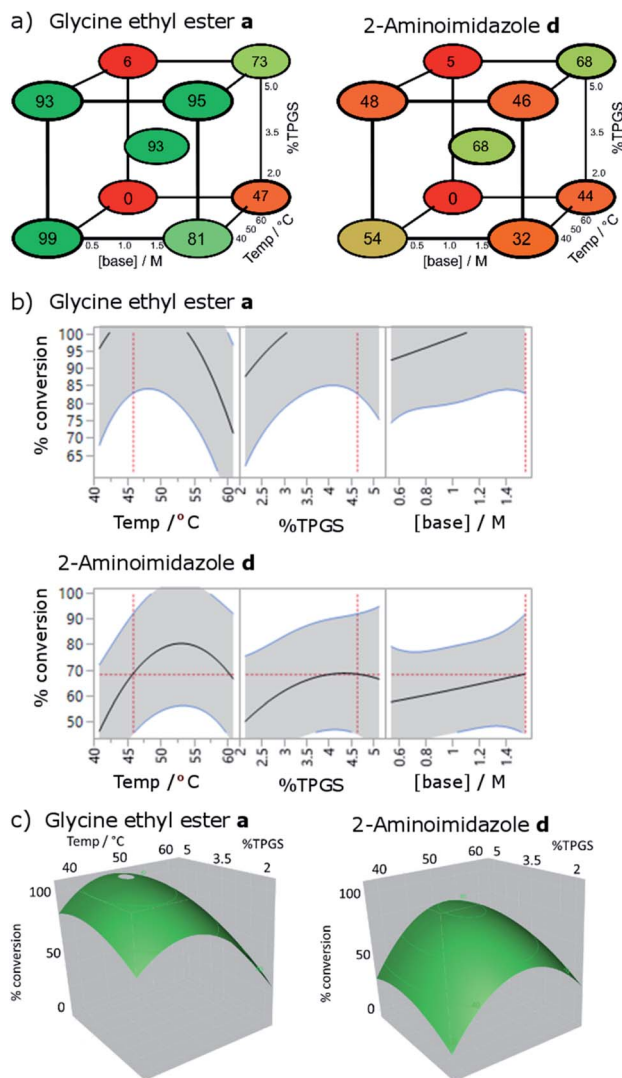 a) Glycine ethyl ester a
2-Aminoimidazole d
6
73
93
95
5.0
93
3.5
%TPGS
0
47
2.0
60
50
40
Temp / °C
99
81
0.5
1.0
1.5
[base] / M
5
68
48
46
5.0
68
3.5
%TPGS
0
44
2.0
60
50
40
Temp / °C
54
32
0.5
1.0
1.5
[base] / M
b) Glycine ethyl ester a
% conversion
100
95
90
85
80
75
70
65
40 45 50 55 60
Temp /°C
2 2.5 3 3.5 4 4.5 5
%TPGS
0.6 0.8 1 1.2 1.4
[base] / M
2-Aminoimidazole d
% conversion
100
90
80
70
60
50
40 45 50 55 60
Temp /°C
2 2.5 3 3.5 4 4.5 5
%TPGS
0.6 0.8 1 1.2 1.4
[base] / M
c) Glycine ethyl ester a
Temp / °C
40 50 60
%TPGS
5 3.5 2
% conversion
100
50
0
2-Aminoimidazole d
Temp / °C
40 50 60
%TPGS
5 3.5 2
% conversion
100
50
0